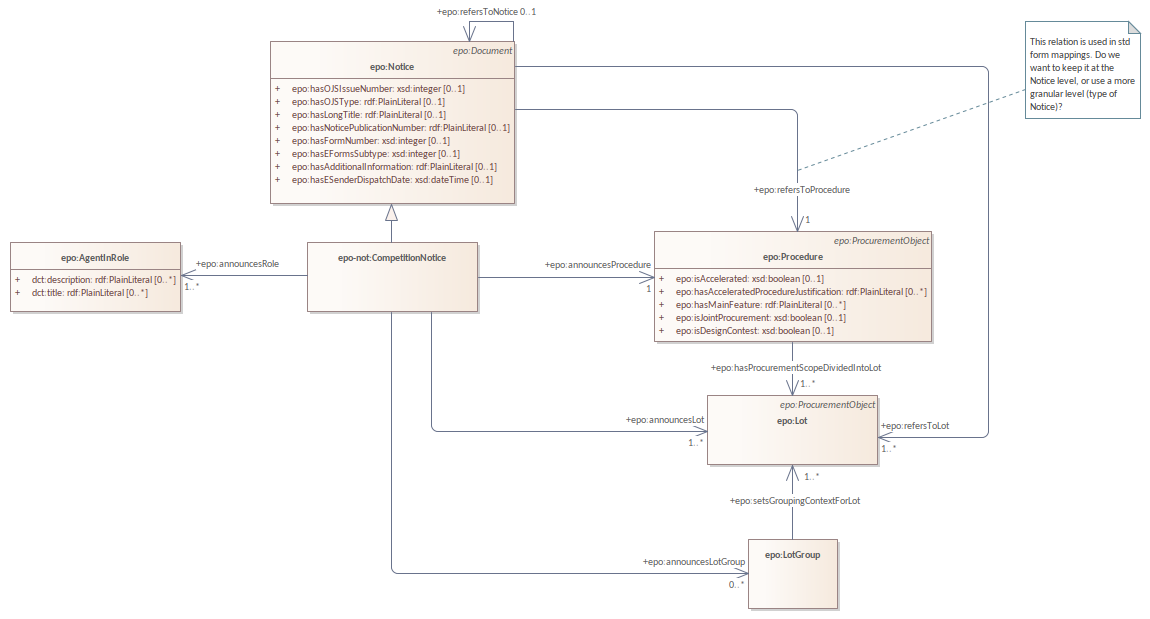 +epo:refersToNotice 0..1
epo:Document
epo:Notice
+ epo:hasOJSIssueNumber: xsd:integer [0..1]
+ epo:hasOJSType: rdf:PlainLiteral [0..1]
+ epo:hasLongTitle: rdf:PlainLiteral [0..1]
+ epo:hasNoticePublicationNumber: rdf:PlainLiteral [0..1]
+ epo:hasFormNumber: xsd:integer [0..1]
+ epo:hasEFormsSubtype: xsd:integer [0..1]
+ epo:hasAdditionalInformation: rdf:PlainLiteral [0..1]
+ epo:hasESenderDispatchDate: xsd:dateTime [0..1]
This relation is used in std
form mappings. Do we
want to keep it at the
Notice level, or use a more
granular level (type of
Notice)?
+epo:refersToProcedure
1
epo:AgentInRole
+ dct:description: rdf:PlainLiteral [0..*]
+ dct:title: rdf:PlainLiteral [0..*]
+epo:announcesRole
1..*
epo-not:CompetitionNotice
+epo:announcesProcedure
1
epo:ProcurementObject
epo:Procedure
+ epo:isAccelerated: xsd:boolean [0..1]
+ epo:hasAcceleratedProcedureJustification: rdf:PlainLiteral [0..*]
+ epo:hasMainFeature: rdf:PlainLiteral [0..*]
+ epo:isJointProcurement: xsd:boolean [0..1]
+ epo:isDesignContest: xsd:boolean [0..1]
+epo:hasProcurementScopeDividedIntoLot
1..*
+epo:announcesLot
1..*
epo:ProcurementObject
epo:Lot
+epo:refersToLot
1..*
1..*
+epo:setsGroupingContextForLot
+epo:announcesLotGroup
0..*
epo:LotGroup